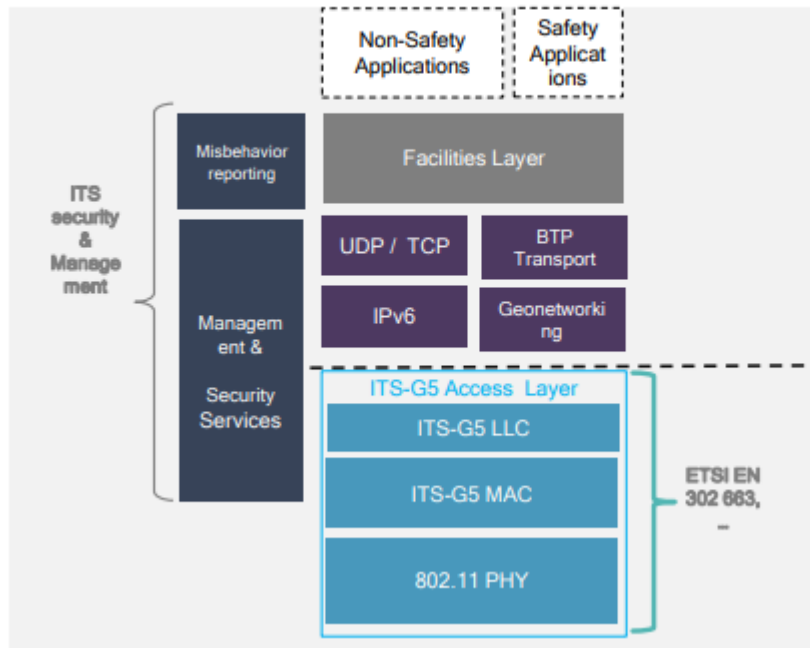 Non-Safety
Applications
Safety
Applicat
ions
Misbehavior
reporting
Facilities Layer
ITS
security
&
Manage
ment
UDP / TCP
BTP
Transport
IPv6
Geonetworki
ng
Managem
ent &
Security
Services
ITS-G5 Access Layer
ITS-G5 LLC
ITS-G5 MAC
802.11 PHY
ETSI EN
302 663,
...